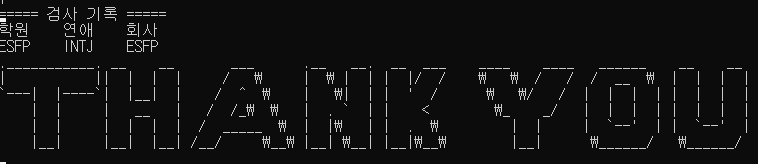 ===== 검사 기록 =====
학원 연애 회사
ESFP INTJ ESFP
THANK YOU